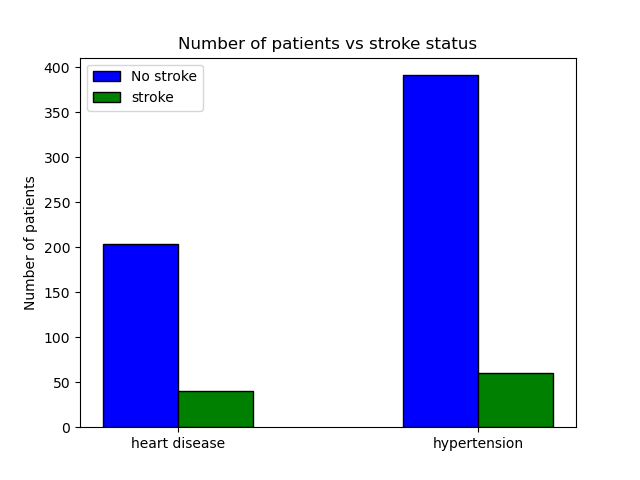 Number of patients vs stroke status
No stroke
stroke
400
350
300
250
200
150
100
50
0
Number of patients
heart disease
hypertension